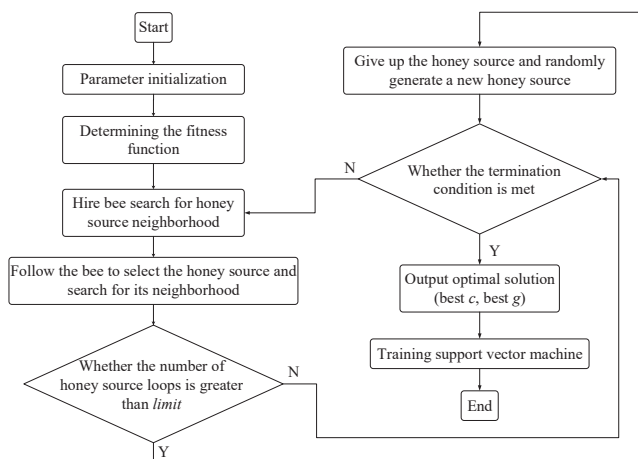 Start
Parameter initialization
Determining the fitness
function
Hire bee search for honey
source neighborhood
Follow the bee to select the honey source and
search for its neighborhood
Whether the number of
honey source loops is greater
than limit
N
Y
Give up the honey source and randomly
generate a new honey source
Whether the termination
condition is met
N
Y
Output optimal solution
(best c, best g)
Training support vector machine
End